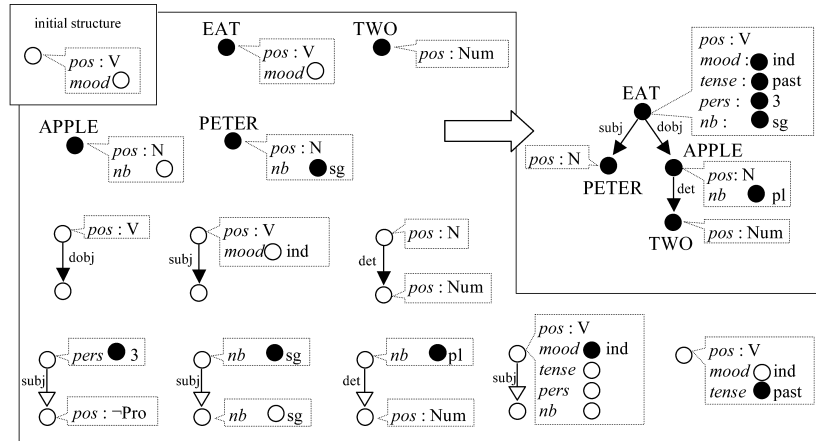 initial structure
pos : V
mood
EAT
pos : V
mood
TWO
pos : Num
APPLE
pos : N
nb
PETER
pos : N
nb sg
pos : V
dobj
pos : V
mood ind
subj
pos : N
det
pos : Num
pers 3
subj
pos : ¬Pro
nb sg
subj
nb sg
nb pl
det
pos : Num
pos : V
mood ind
tense
pers
nb
subj
pos : V
mood ind
tense past
pos : V
mood : ind
tense : past
pers : 3
nb : sg
EAT
subj dobj
pos : N
PETER
APPLE
pos: N
nb pl
det
TWO
pos : Num